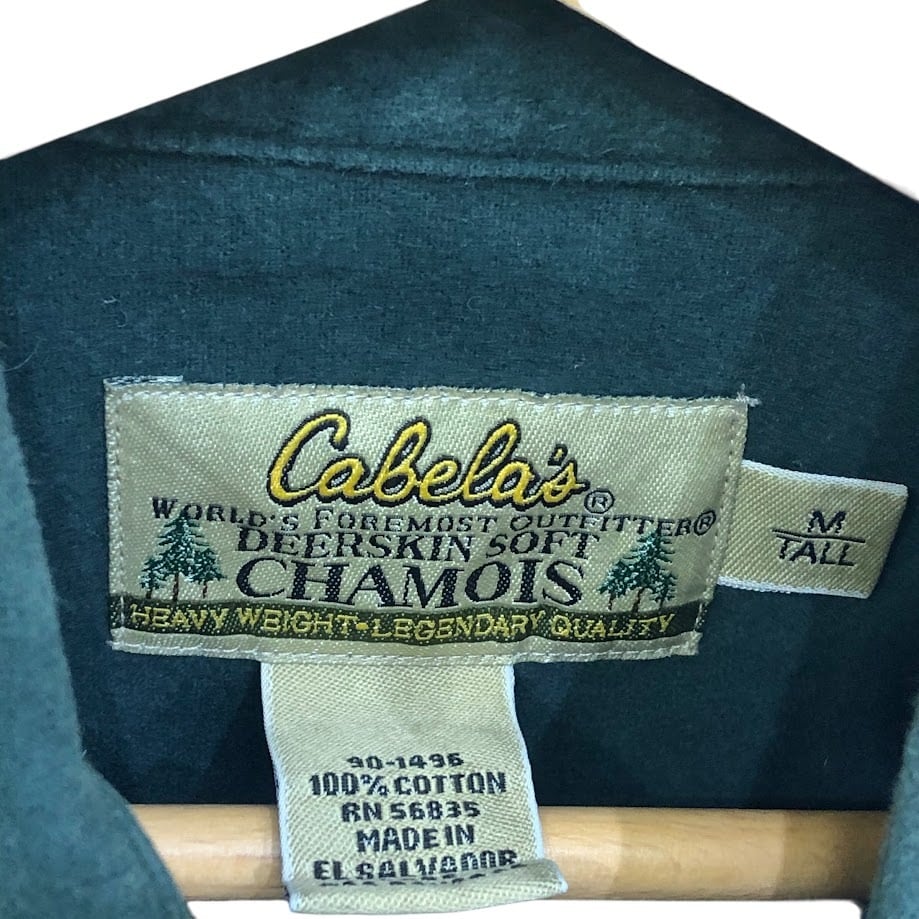 Cabela's®
WORLD'S FOREMOST OUTFITTER®
DEERSKIN SOFT
CHAMOIS
HEAVY WEIGHT•LEGENDARY QUALITY
M
TALL
90-1496
100% COTTON
RN 56835
MADE IN
EL SALVADOR